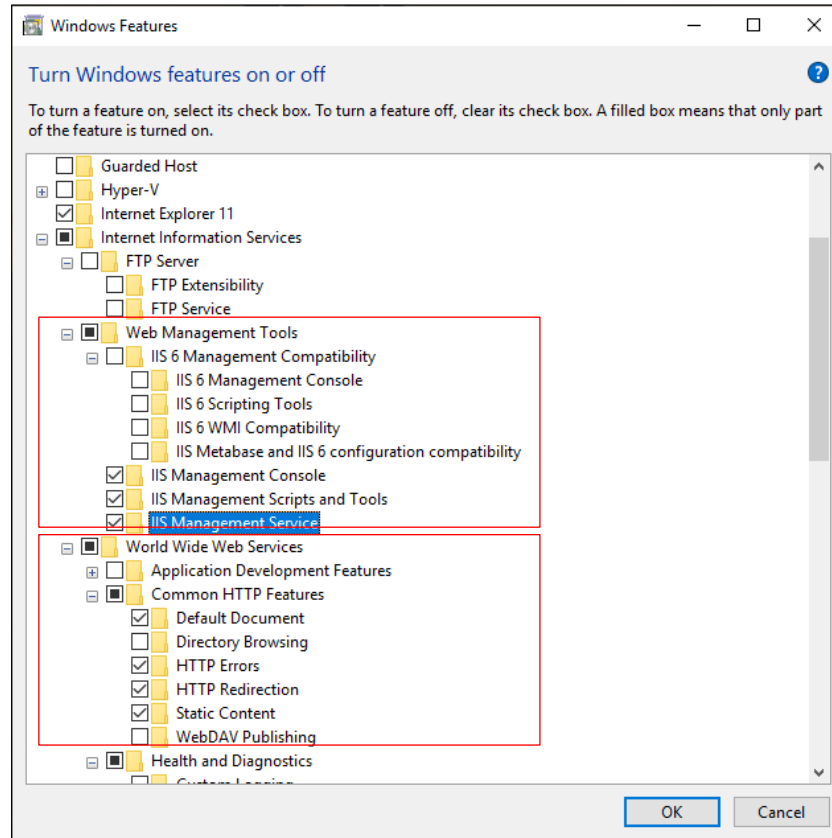 Windows Features
Turn Windows features on or off
To turn a feature on, select its check box. To turn a feature off, clear its check box. A filled box means that only part
of the feature is turned on.
Guarded Host
Hyper-V
Internet Explorer 11
Internet Information Services
FTP Server
FTP Extensibility
FTP Service
Web Management Tools
IIS 6 Management Compatibility
IIS 6 Management Console
IIS 6 Scripting Tools
IIS 6 WMI Compatibility
IIS Metabase and IIS 6 configuration compatibility
IIS Management Console
IIS Management Scripts and Tools
IIS Management Service
World Wide Web Services
Application Development Features
Common HTTP Features
Default Document
Directory Browsing
HTTP Errors
HTTP Redirection
Static Content
WebDAV Publishing
Health and Diagnostics
OK Cancel